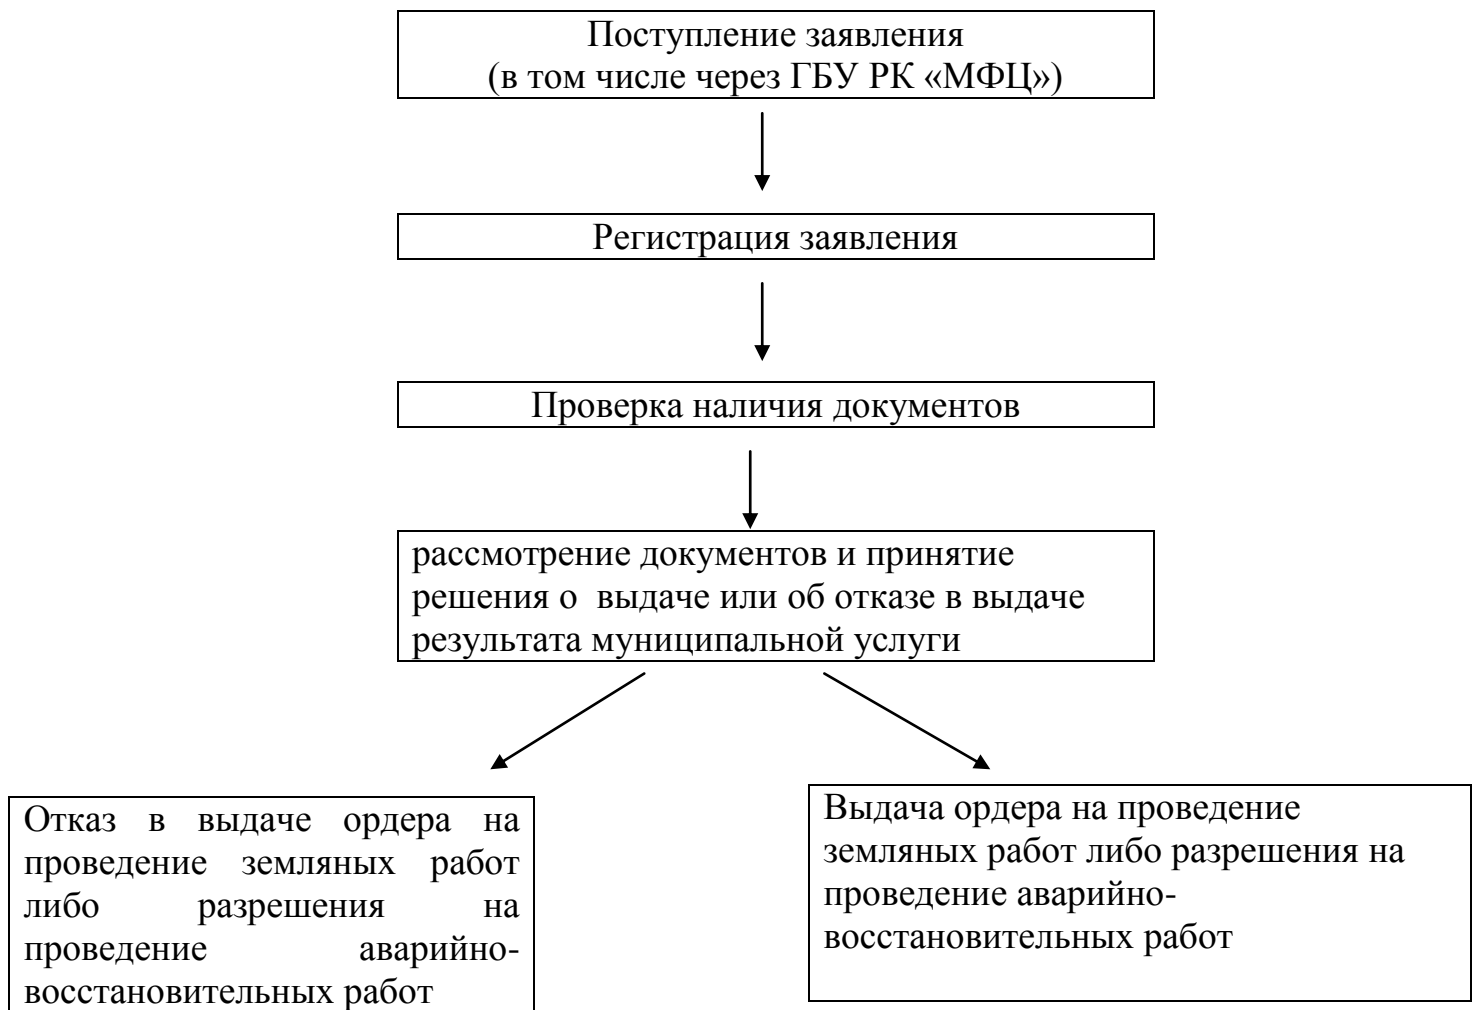 Поступление заявления
(в том числе через ГБУ РК «МФЦ»)
Регистрация заявления
Проверка наличия документов
рассмотрение документов и принятие
решения о выдаче или об отказе в выдаче
результата муниципальной услуги
Отказ в выдаче ордера на
проведение земляных работ
либо разрешения на
проведение аварийно-
восстановительных работ
Выдача ордера на проведение
земляных работ либо разрешения на
проведение аварийно-
восстановительных работ